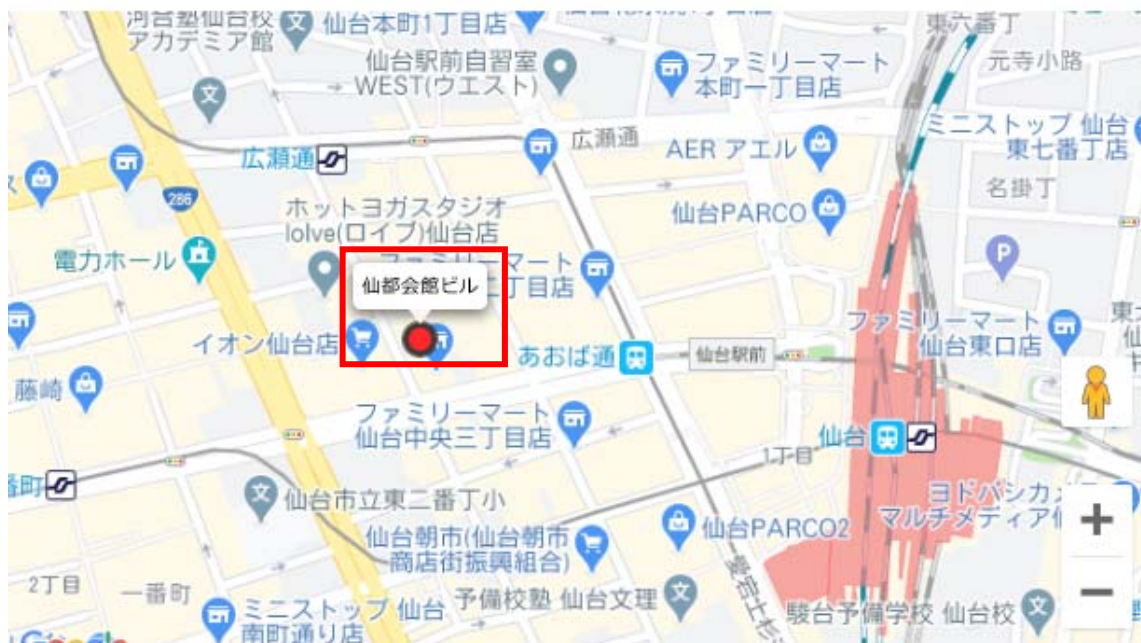 河合塾仙台校
アカデミア館
仙台本町1丁目店
東六番丁
仙台駅前自習室
WEST(ウエスト)
ファミリーマート
本町一丁目店
元寺小路
広瀬通
広瀬通
AER アエル
ミニストップ 仙台
東七番丁店
286
ホットヨガスタジオ
loIve(ロイブ)仙台店
仙台PARCO
名掛丁
電力ホール
P
ファミリーマート
仙都会館ビル
丁目店
イオン仙台店
あおば通
仙台駅前
ファミリーマート
仙台東口店
藤崎
ファミリーマート
仙台中央三丁目店
仙台
1丁目
番町
仙台市立東二番丁小
仙台朝市(仙台朝市
商店街振興組合)
仙台PARCO2
ヨドバシカメ
マルチメディア仙
2丁目
一番町
ミニストップ 仙台
南町通り店
予備校塾 仙台文理
駿台予備学校 仙台校